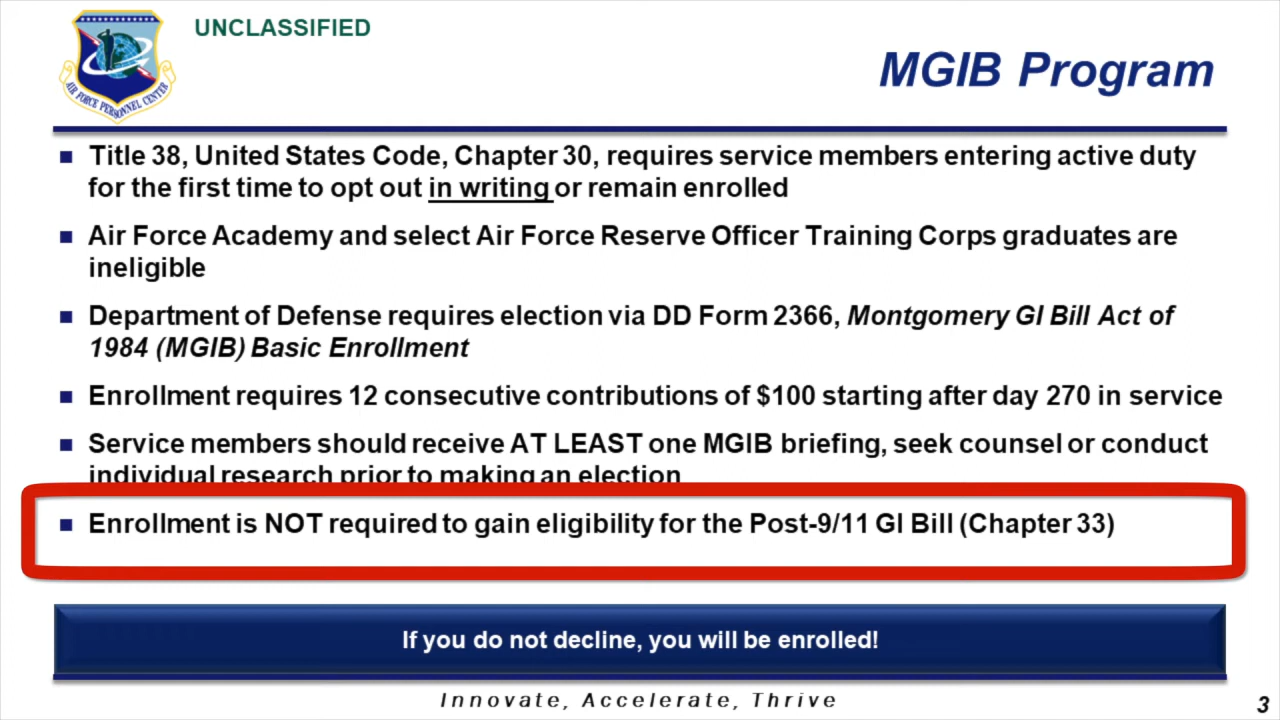 UNCLASSIFIED
AIR FORCE PERSONNEL CENTER
MGIB Program
Title 38, United States Code, Chapter 30, requires service members entering active duty
for the first time to opt out in writing or remain enrolled
Air Force Academy and select Air Force Reserve Officer Training Corps graduates are
ineligible
Department of Defense requires election via DD Form 2366, Montgomery GI Bill Act of
1984 (MGIB) Basic Enrollment
Enrollment requires 12 consecutive contributions of $100 starting after day 270 in service
Service members should receive AT LEAST one MGIB briefing, seek counsel or conduct
individual research prior to making an election
Enrollment is NOT required to gain eligibility for the Post-9/11 GI Bill (Chapter 33)
If you do not decline, you will be enrolled!
Innovate, Accelerate, Thrive
3